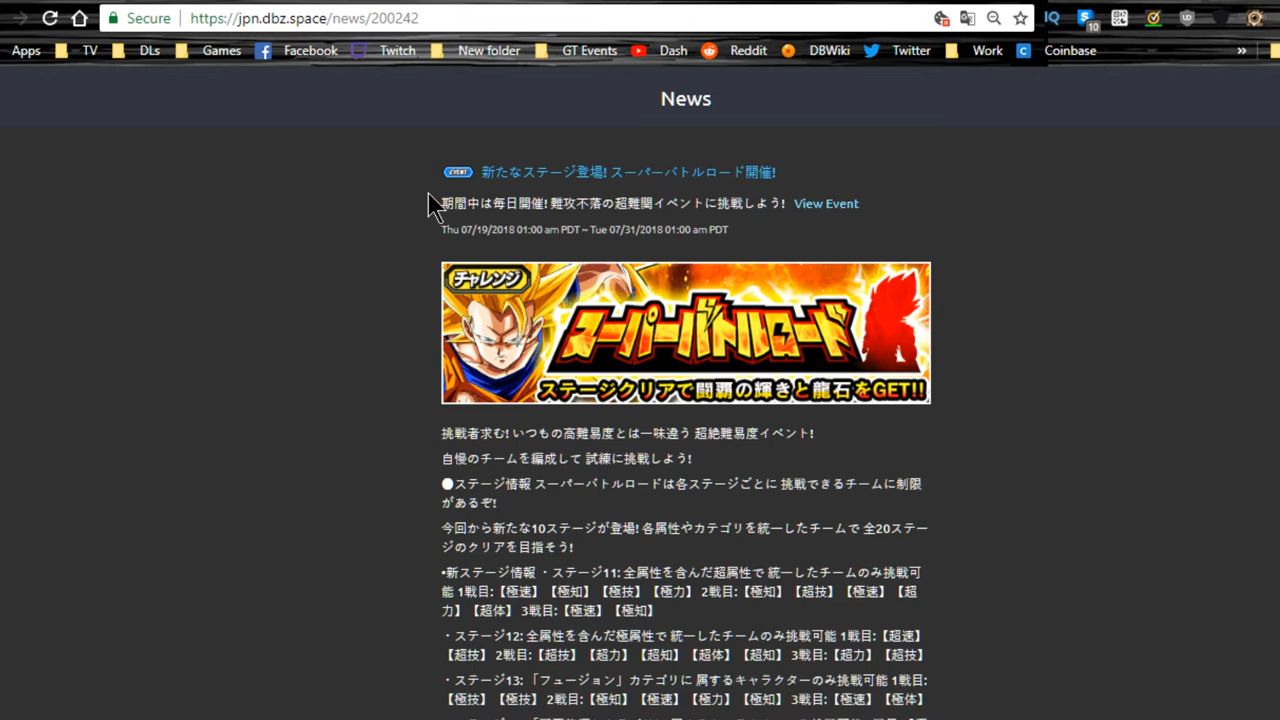 Secure https://jpn.dbz.space/news/200242
10
Apps TV DLs Games Facebook Twitch New folder GT Events Dash Reddit DBWiki Twitter Work Coinbase »
News
EVENT 新たなステージ登場! スーパーバトルロード開催!
期間中は毎日開催! 難攻不落の超難関イベントに挑戦しよう! View Event
Thu 07/19/2018 01:00 am PDT ~ Tue 07/31/2018 01:00 am PDT
チャレンジ
スーパーバトルロード
ステージクリアで闘覇の輝きと龍石をGET!!
挑戦者求む! いつもの高難易度とは一味違う 超絶難易度イベント!
自慢のチームを編成して 試練に挑戦しよう!
●ステージ情報 スーパーバトルロードは各ステージごとに 挑戦できるチームに制限
があるぞ!
今回から新たな10ステージが登場! 各属性やカテゴリを統一したチームで 全20ステー
ジのクリアを目指そう!
•新ステージ情報 ・ステージ11: 全属性を含んだ超属性で 統一したチームのみ挑戦可
能 1戦目:【極速】【極知】【極技】【極力】 2戦目:【極知】【超技】【極速】【超
力】【超体】 3戦目:【極速】【極知】
・ステージ12: 全属性を含んだ極属性で 統一したチームのみ挑戦可能 1戦目:【超速】
【超技】 2戦目:【超技】【超力】【超知】【超体】【超知】 3戦目:【超力】【超技】
・ステージ13: 「フュージョン」カテゴリに 属するキャラクターのみ挑戦可能 1戦目:
【極技】【極技】 2戦目:【極知】【極速】【極力】【極知】 3戦目:【極速】【極体】